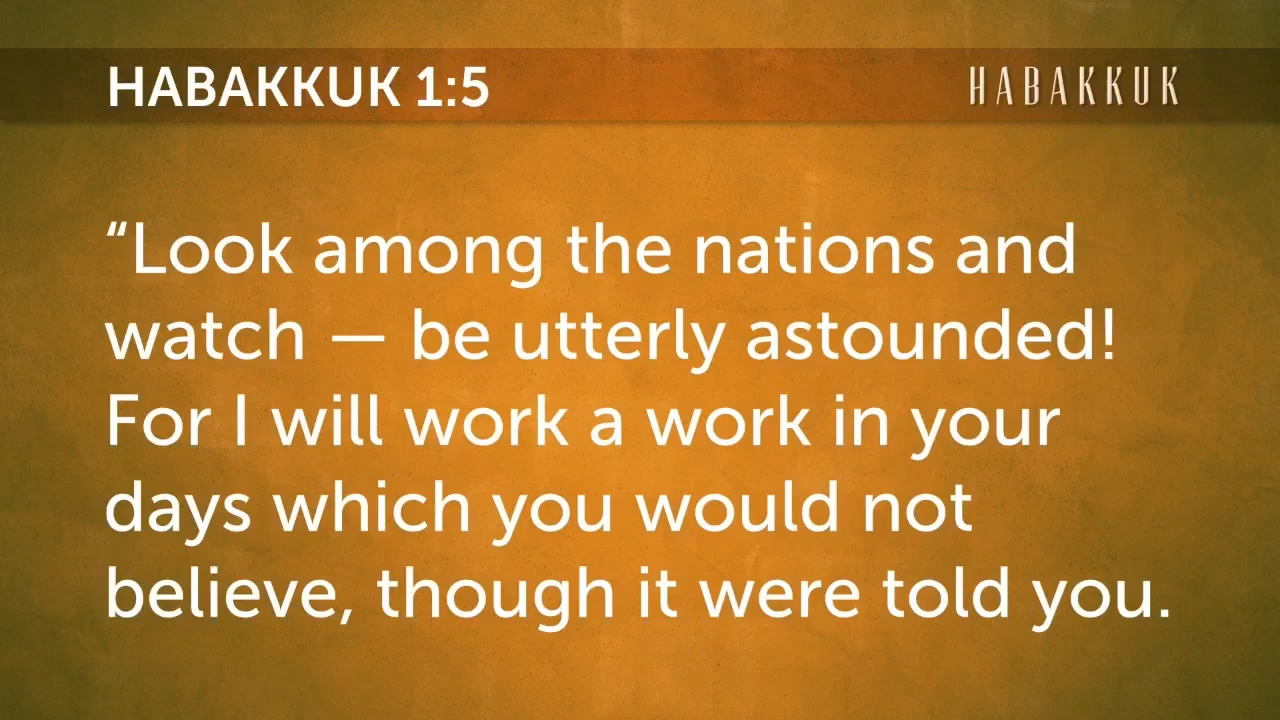 HABAKKUK 1:5
HABAKKUK
“Look among the nations and
watch — be utterly astounded!
For I will work a work in your
days which you would not
believe, though it were told you.